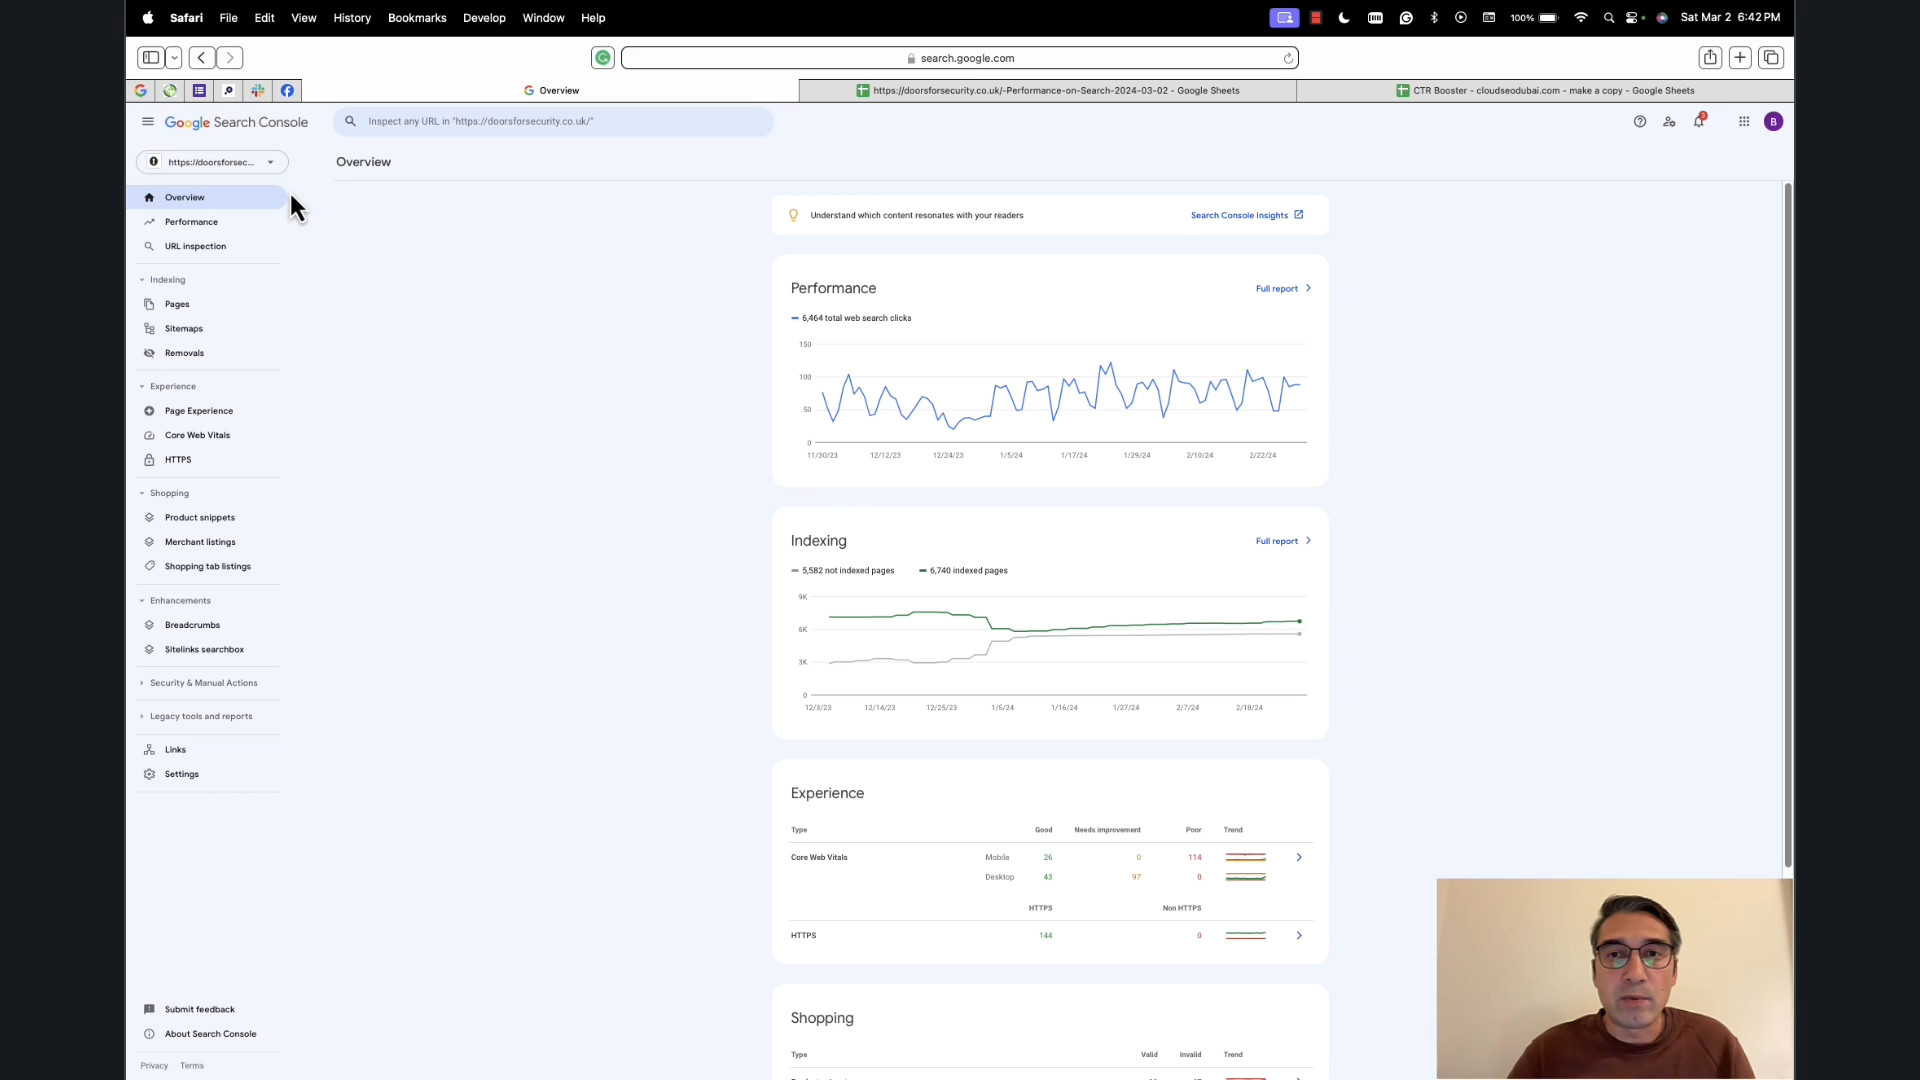 Safari File Edit View History Bookmarks Develop Window Help
100% Sat Mar 2 6:42 PM
search.google.com
Overview
https://doorsforsecurity.co.uk/-Performance-on-Search-2024-03-02 - Google Sheets
CTR Booster - cloudseodubai.com - make a copy - Google Sheets
Google Search Console
Inspect any URL in "https://doorsforsecurity.co.uk/"
B
https://doorsforsec...
Overview
Overview
Performance
URL inspection
Indexing
Pages
Sitemaps
Removals
Experience
Page Experience
Core Web Vitals
HTTPS
Shopping
Product snippets
Merchant listings
Shopping tab listings
Enhancements
Breadcrumbs
Sitelinks searchbox
Security & Manual Actions
Legacy tools and reports
Links
Settings
Submit feedback
About Search Console
Privacy Terms
Understand which content resonates with your readers
Search Console Insights
Performance
Full report
6,464 total web search clicks
150
100
50
0
11/30/23 12/12/23 12/24/23 1/5/24 1/17/24 1/29/24 2/10/24 2/22/24
Indexing
Full report
5,582 not indexed pages 6,740 indexed pages
9K
6K
3K
0
12/3/23 12/14/23 12/25/23 1/5/24 1/16/24 1/27/24 2/7/24 2/18/24
Experience
Type Good Needs improvement Poor Trend
Core Web Vitals Mobile 26 0 114
Desktop 43 97 0
HTTPS Non HTTPS
HTTPS 144 0
Shopping
Type Valid Invalid Trend